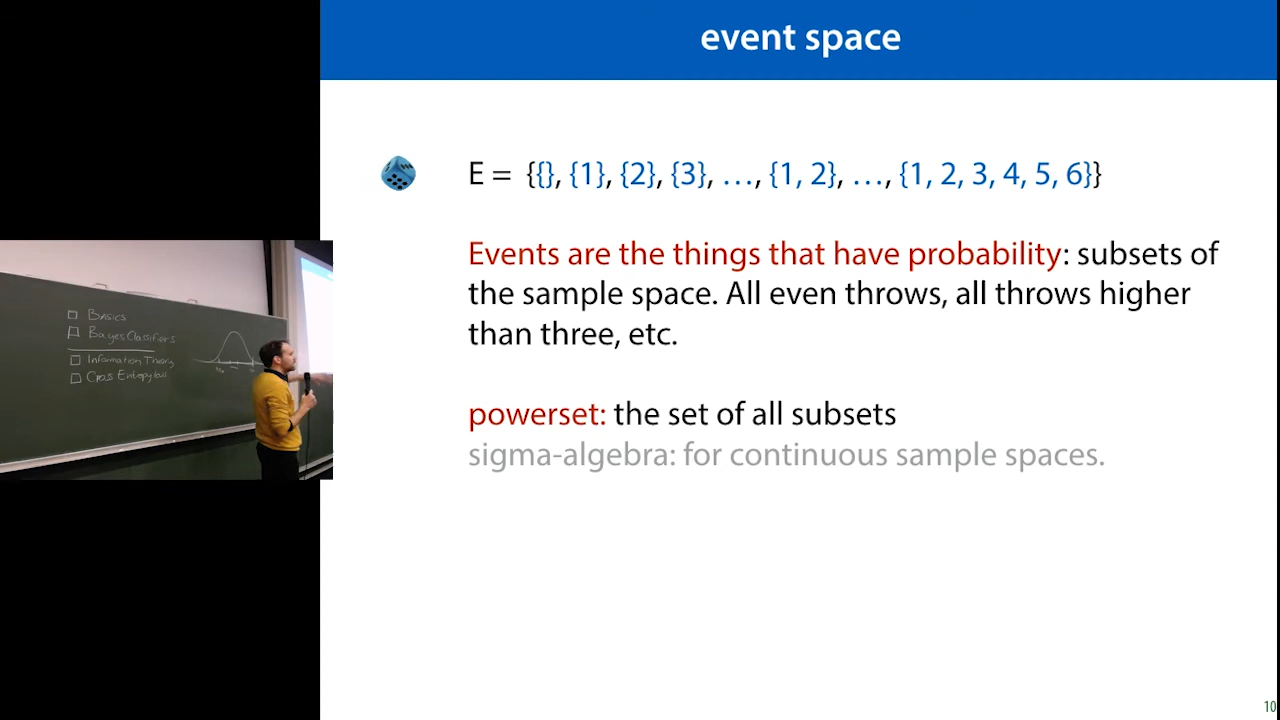 event space
E = {{}, {1}, {2}, {3}, …, {1, 2}, …, {1, 2, 3, 4, 5, 6}}
Events are the things that have probability: subsets of
the sample space. All even throws, all throws higher
than three, etc.
powerset: the set of all subsets
sigma-algebra: for continuous sample spaces.
10
Basics
Bayes Classifiers
Information Theory
Cross Entropy